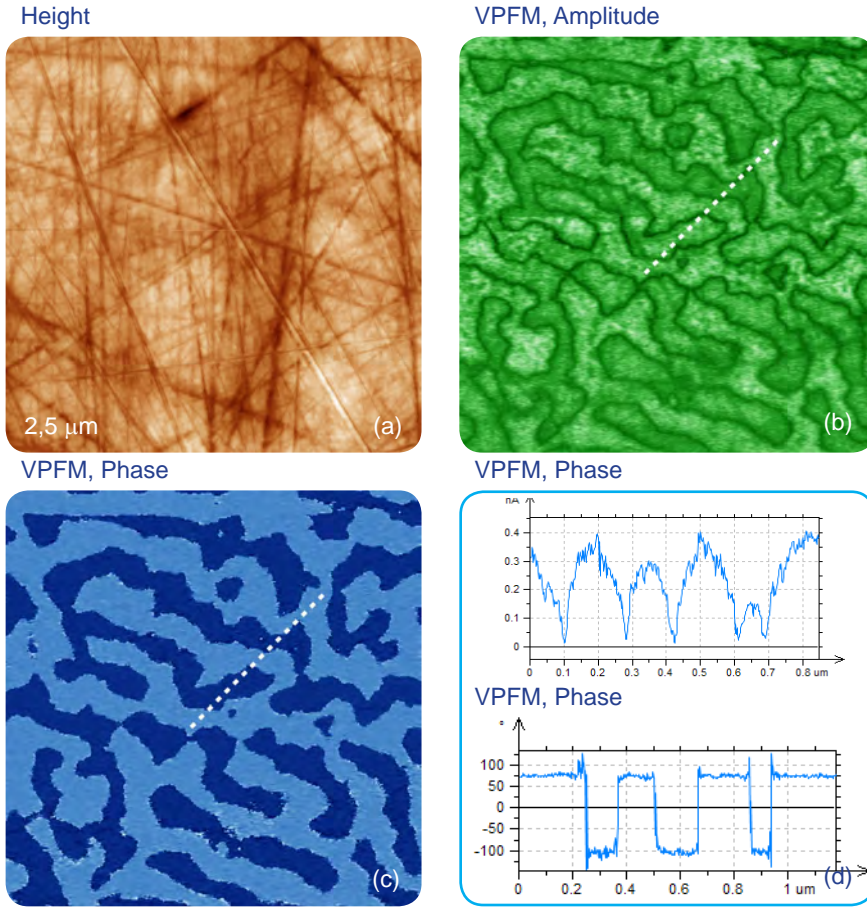 Height
VPFM, Amplitude
2,5 μm
(a)
(b)
VPFM, Phase
VPFM, Phase
(c)
nA
0.4
0.3
0.2
0.1
0
0 0.1 0.2 0.3 0.4 0.5 0.6 0.7 0.8 um
VPFM, Phase
°
100
50
0
-50
-100
0 0.2 0.4 0.6 0.8 1 um
(d)